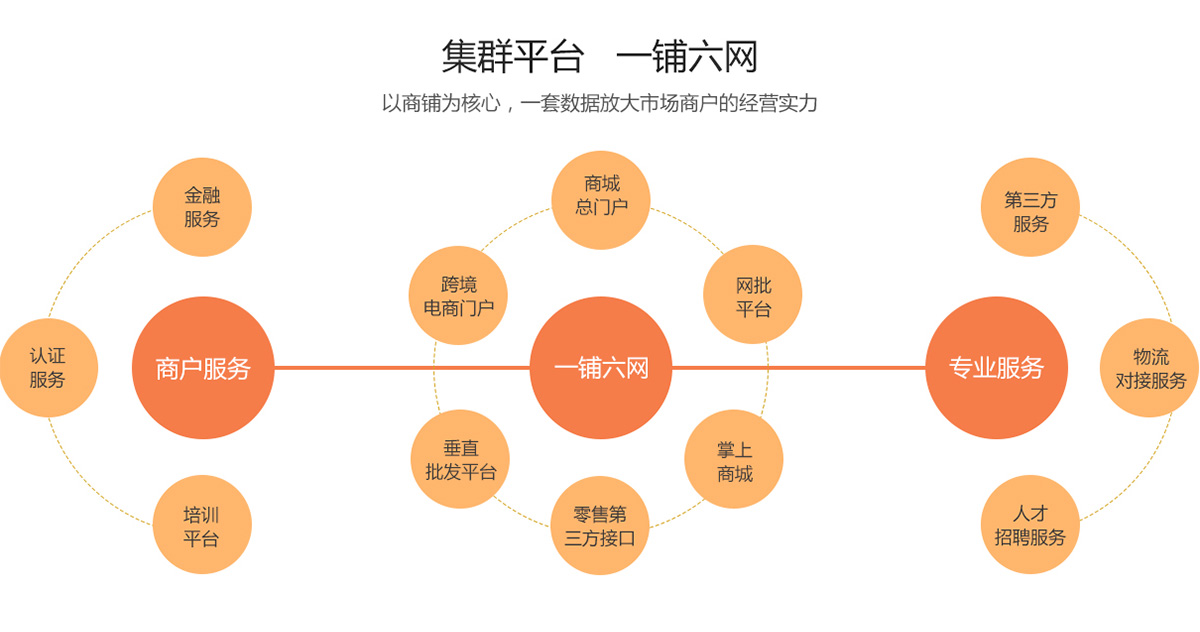 集群平台 一铺六网
以商铺为核心，一套数据放大市场商户的经营实力
金融
服务
认证
服务
商户服务
培训
平台
商城
总门户
跨境
电商门户
网批
平台
一铺六网
垂直
批发平台
掌上
商城
零售第
三方接口
第三方
服务
专业服务
物流
对接服务
人才
招聘服务